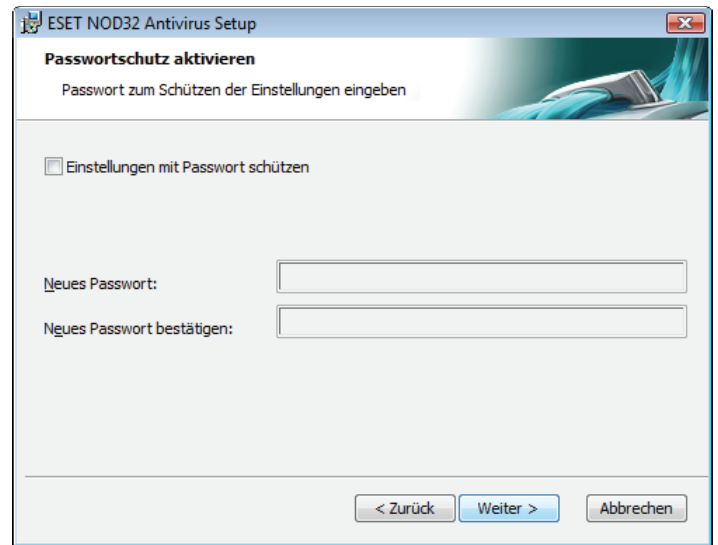 ESET NOD32 Antivirus Setup
Passwortschutz aktivieren
Passwort zum Schützen der Einstellungen eingeben
Einstellungen mit Passwort schützen
Neues Passwort:
Neues Passwort bestätigen:
< Zurück Weiter > Abbrechen